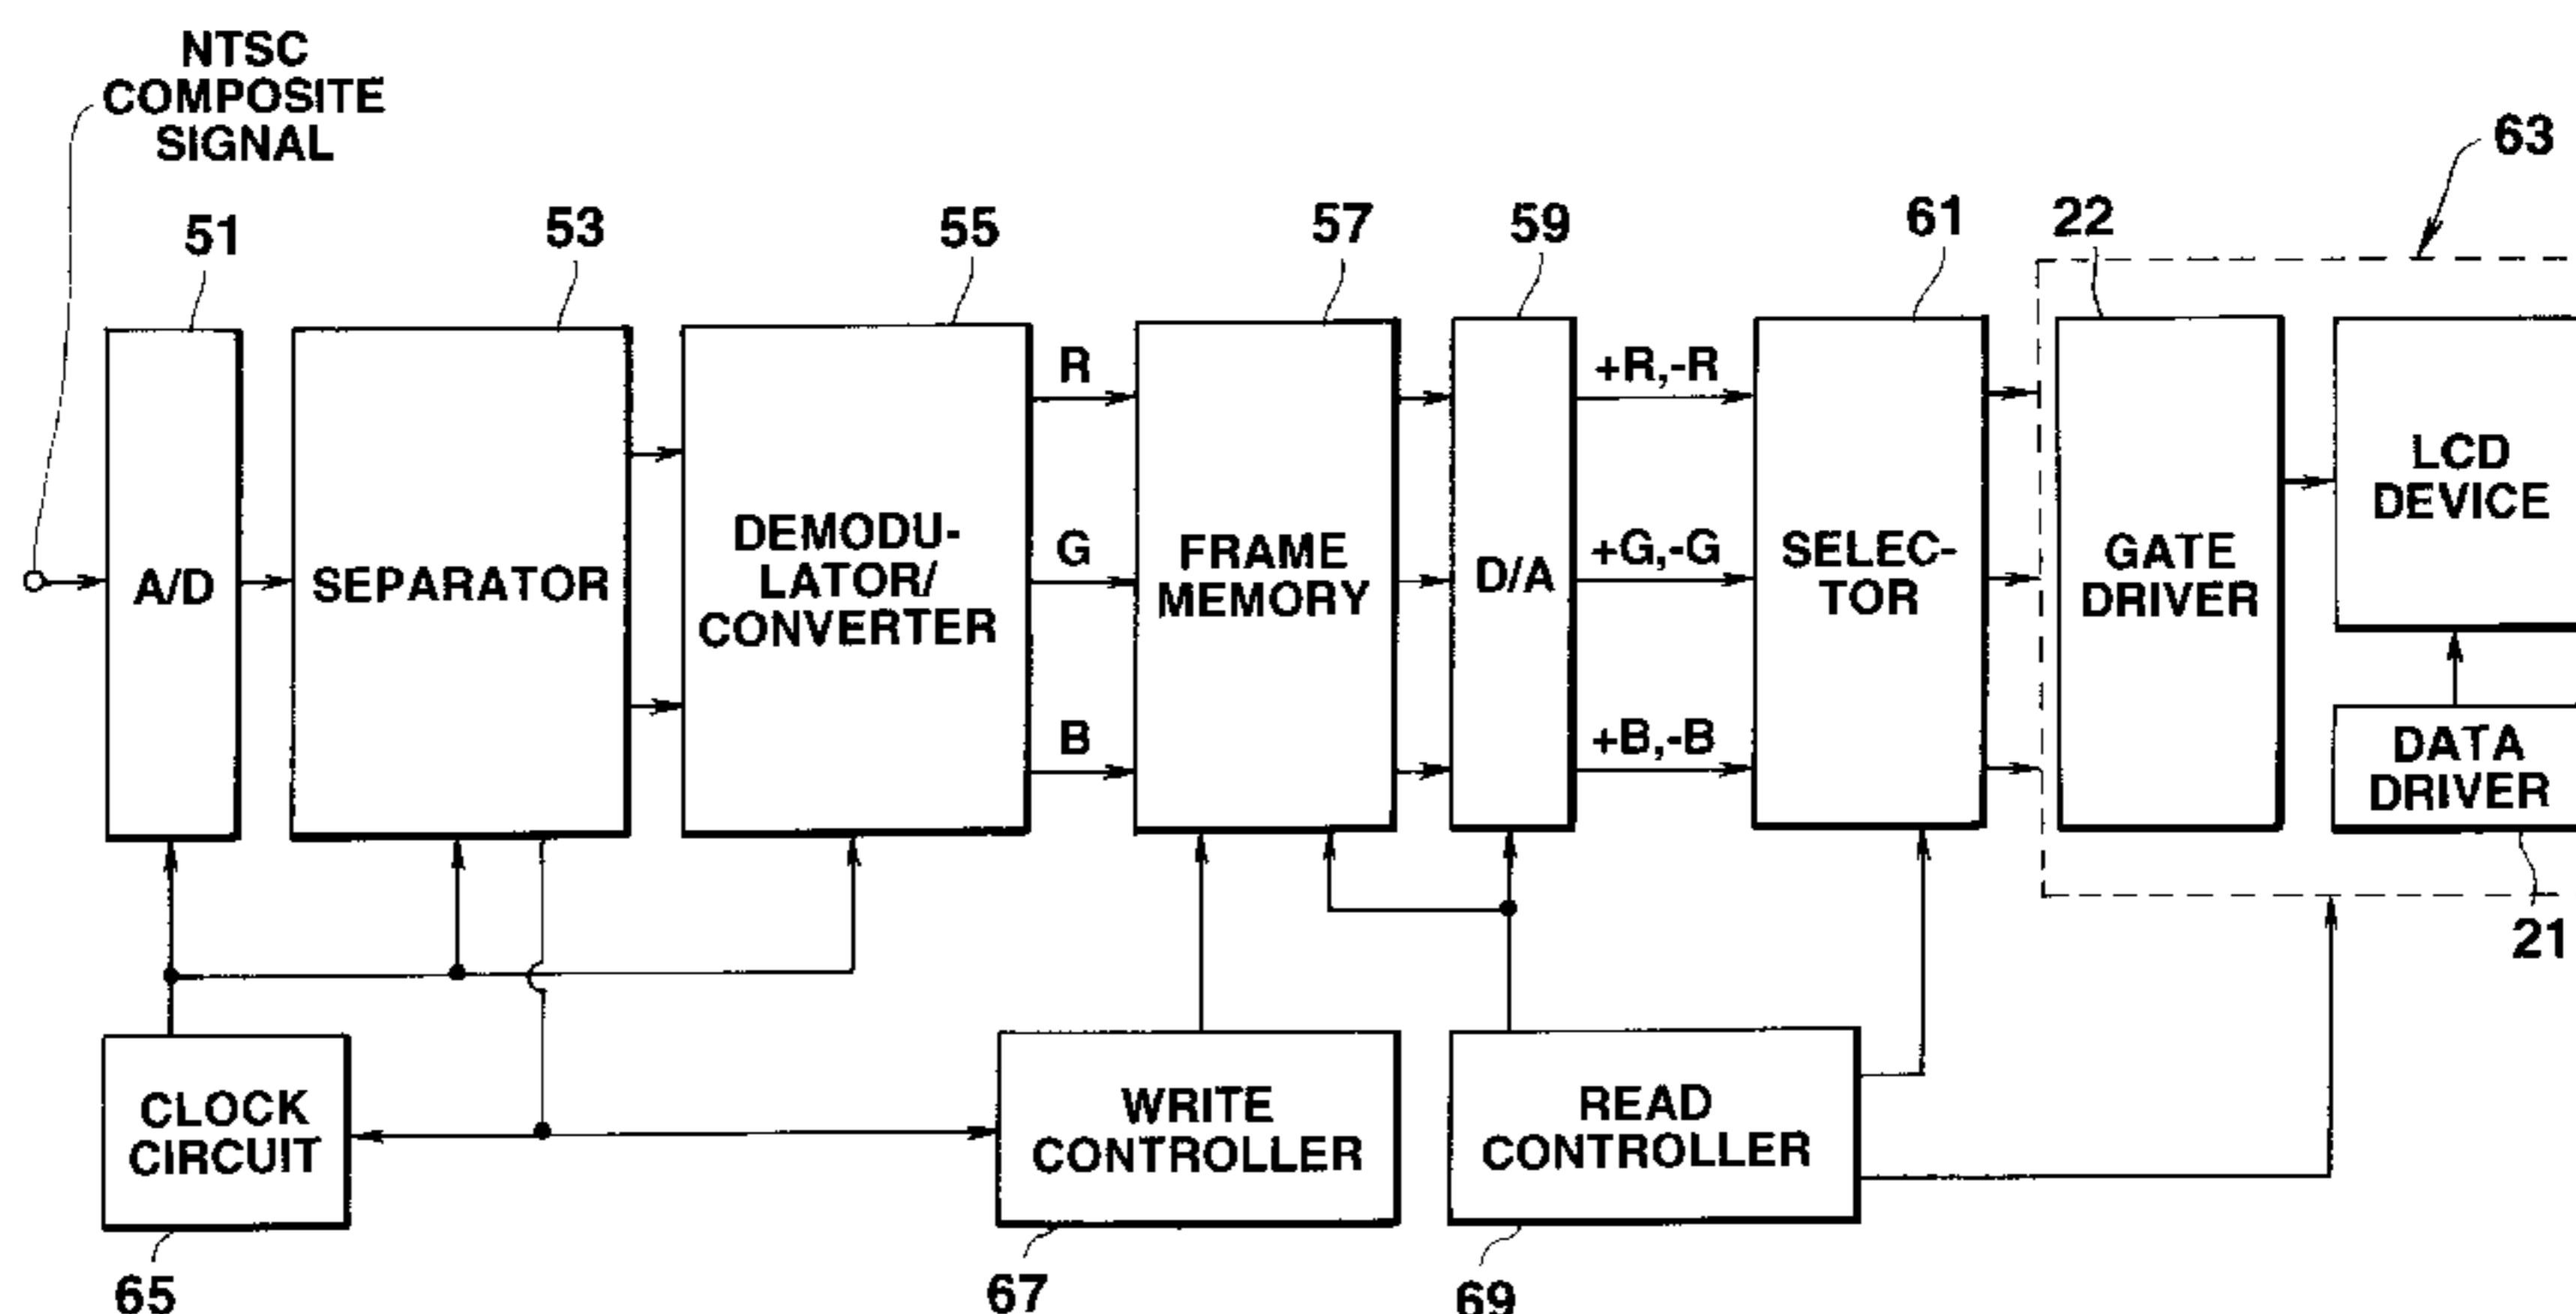 NTSC
COMPOSITE
SIGNAL
63
51
53
55
57
59
61
22
R
+R,-R
LCD
DEVICE
A/D
SEPARATOR
DEMODU-
LATOR/
CONVERTER
G
FRAME
MEMORY
D/A
+G,-G
SELEC-
TOR
GATE
DRIVER
B
+B,-B
DATA
DRIVER
21
CLOCK
CIRCUIT
WRITE
CONTROLLER
READ
CONTROLLER
65
67
69